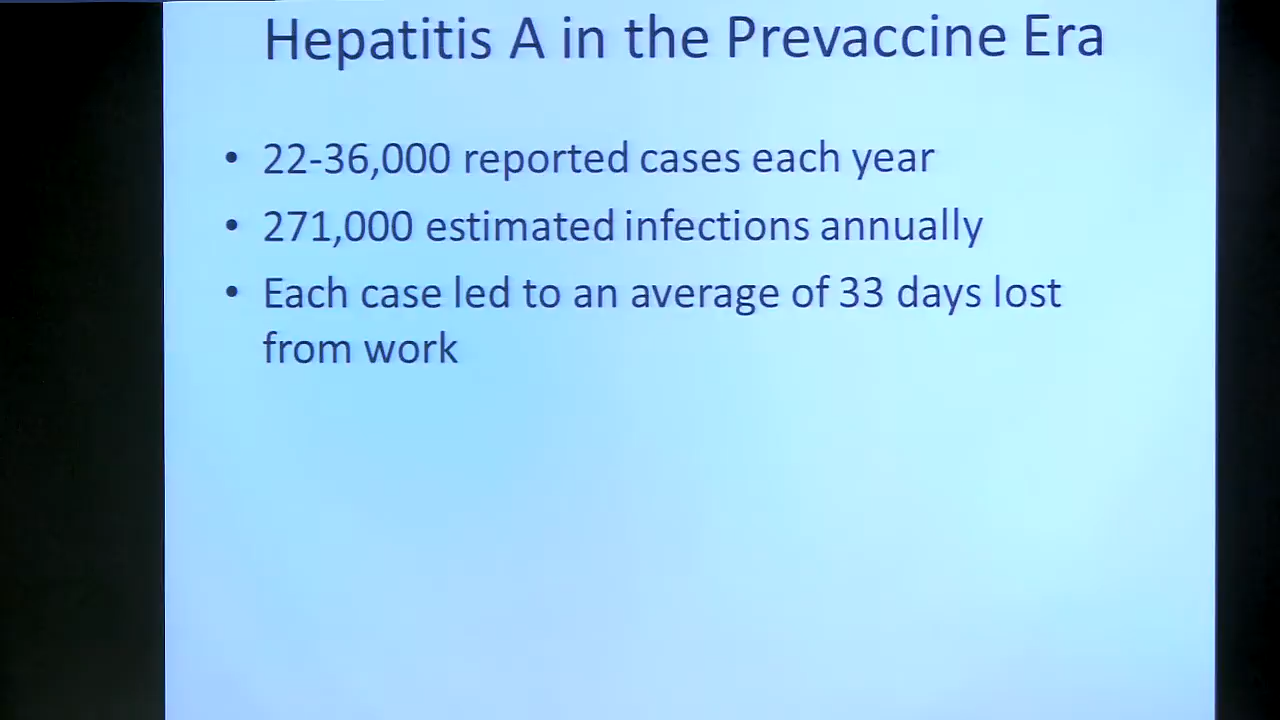 Hepatitis A in the Prevaccine Era
• 22-36,000 reported cases each year
• 271,000 estimated infections annually
• Each case led to an average of 33 days lost
from work